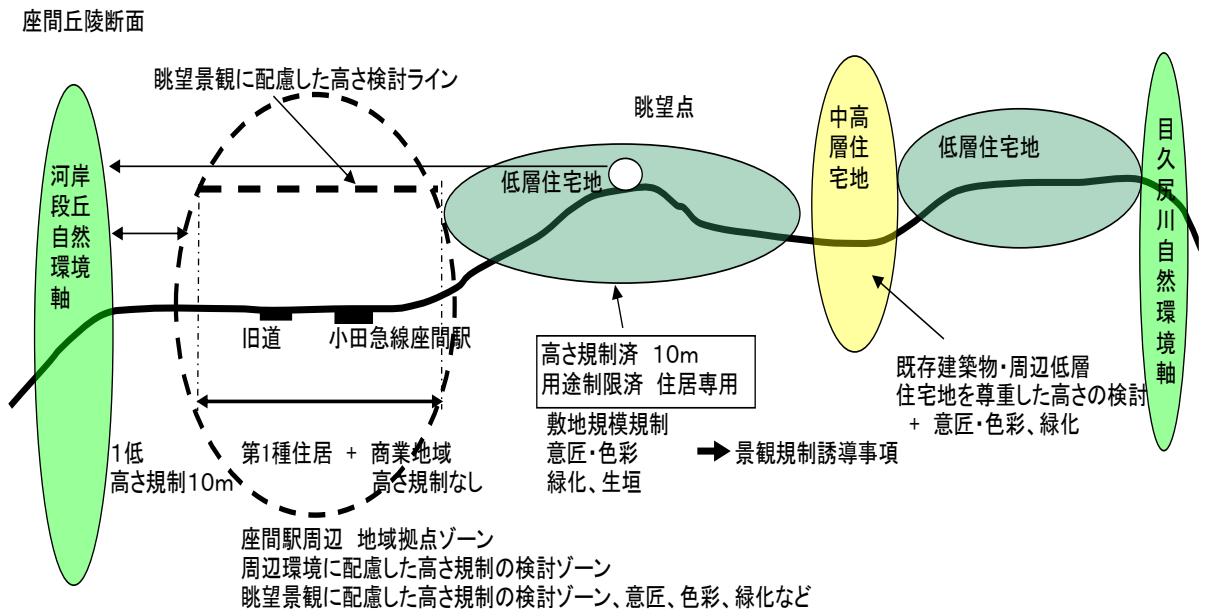 座間丘陵断面
眺望景観に配慮した高さ検討ライン
眺望点
河岸
段丘
自然
環境
軸
低層住宅地
中高
層住
宅地
低層住宅地
目久尻川自然環境軸
旧道
小田急線座間駅
高さ規制済 10m
用途制限済 住居専用
敷地規模規制
意匠・色彩
緑化、生垣
景観規制誘導事項
既存建築物・周辺低層
住宅地を尊重した高さの検討
+ 意匠・色彩、緑化
1低
高さ規制10m
第1種住居 + 商業地域
高さ規制なし
座間駅周辺 地域拠点ゾーン
周辺環境に配慮した高さ規制の検討ゾーン
眺望景観に配慮した高さ規制の検討ゾーン、意匠、色彩、緑化など